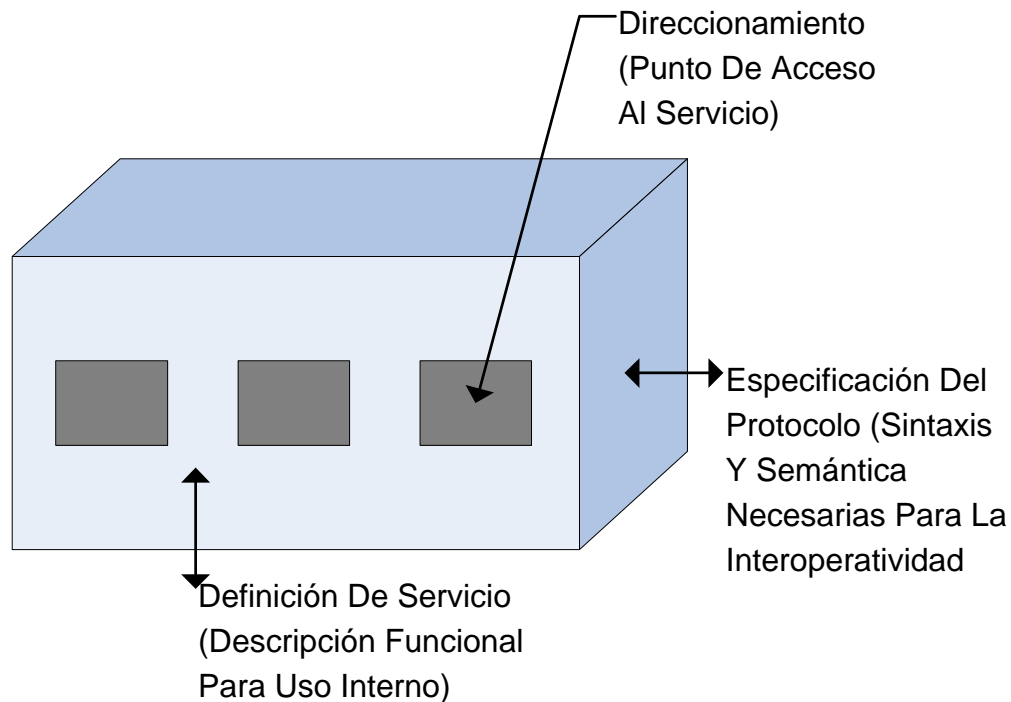 Direccionamiento
(Punto De Acceso
Al Servicio)
Especificación Del
Protocolo (Sintaxis
Y Semántica
Necesarias Para La
Interoperatividad
Definición De Servicio
(Descripción Funcional
Para Uso Interno)